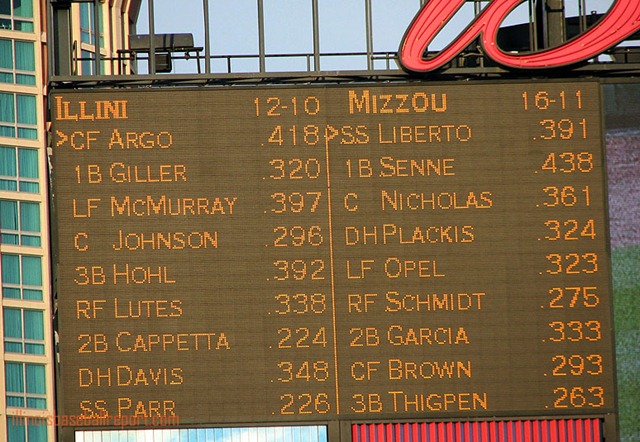 ILLINI 12-10 MIZZOU 16-11
>CF ARGO .418 >SS LIBERTO .391
1B GILLER .320 1B SENNE .438
LF MCMURRAY .397 C NICHOLAS .361
C JOHNSON .296 DH PLACKIS .324
3B HOHL .392 LF OPEL .323
RF LUTES .338 RF SCHMIDT .275
2B CAPPETTA .224 2B GARCIA .333
DH DAVIS .348 CF BROWN .293
SS PARR .226 3B THIGPEN .263
illinoisbaseballreport.com